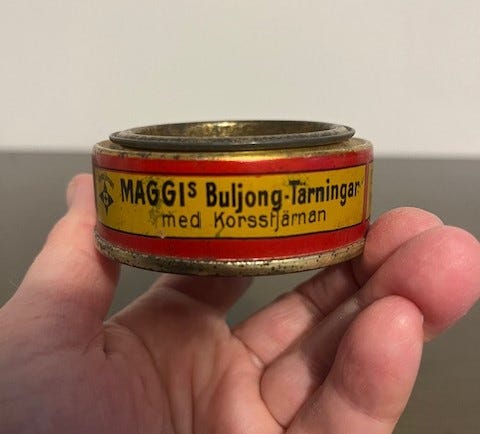 MAGGIs Buljong-Tärningar
med Korsstjärnan